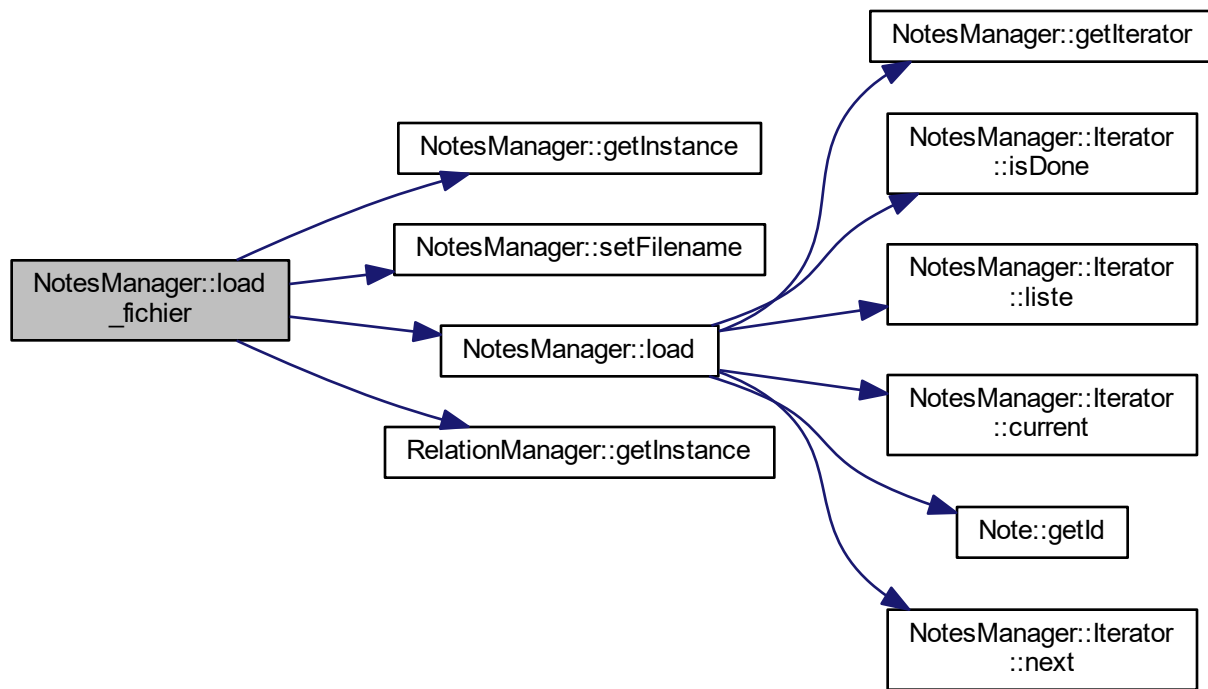 NotesManager::load
_fichier
NotesManager::getInstance
NotesManager::setFilename
NotesManager::load
RelationManager::getInstance
NotesManager::getIterator
NotesManager::Iterator
::isDone
NotesManager::Iterator
::liste
NotesManager::Iterator
::current
Note::getId
NotesManager::Iterator
::next